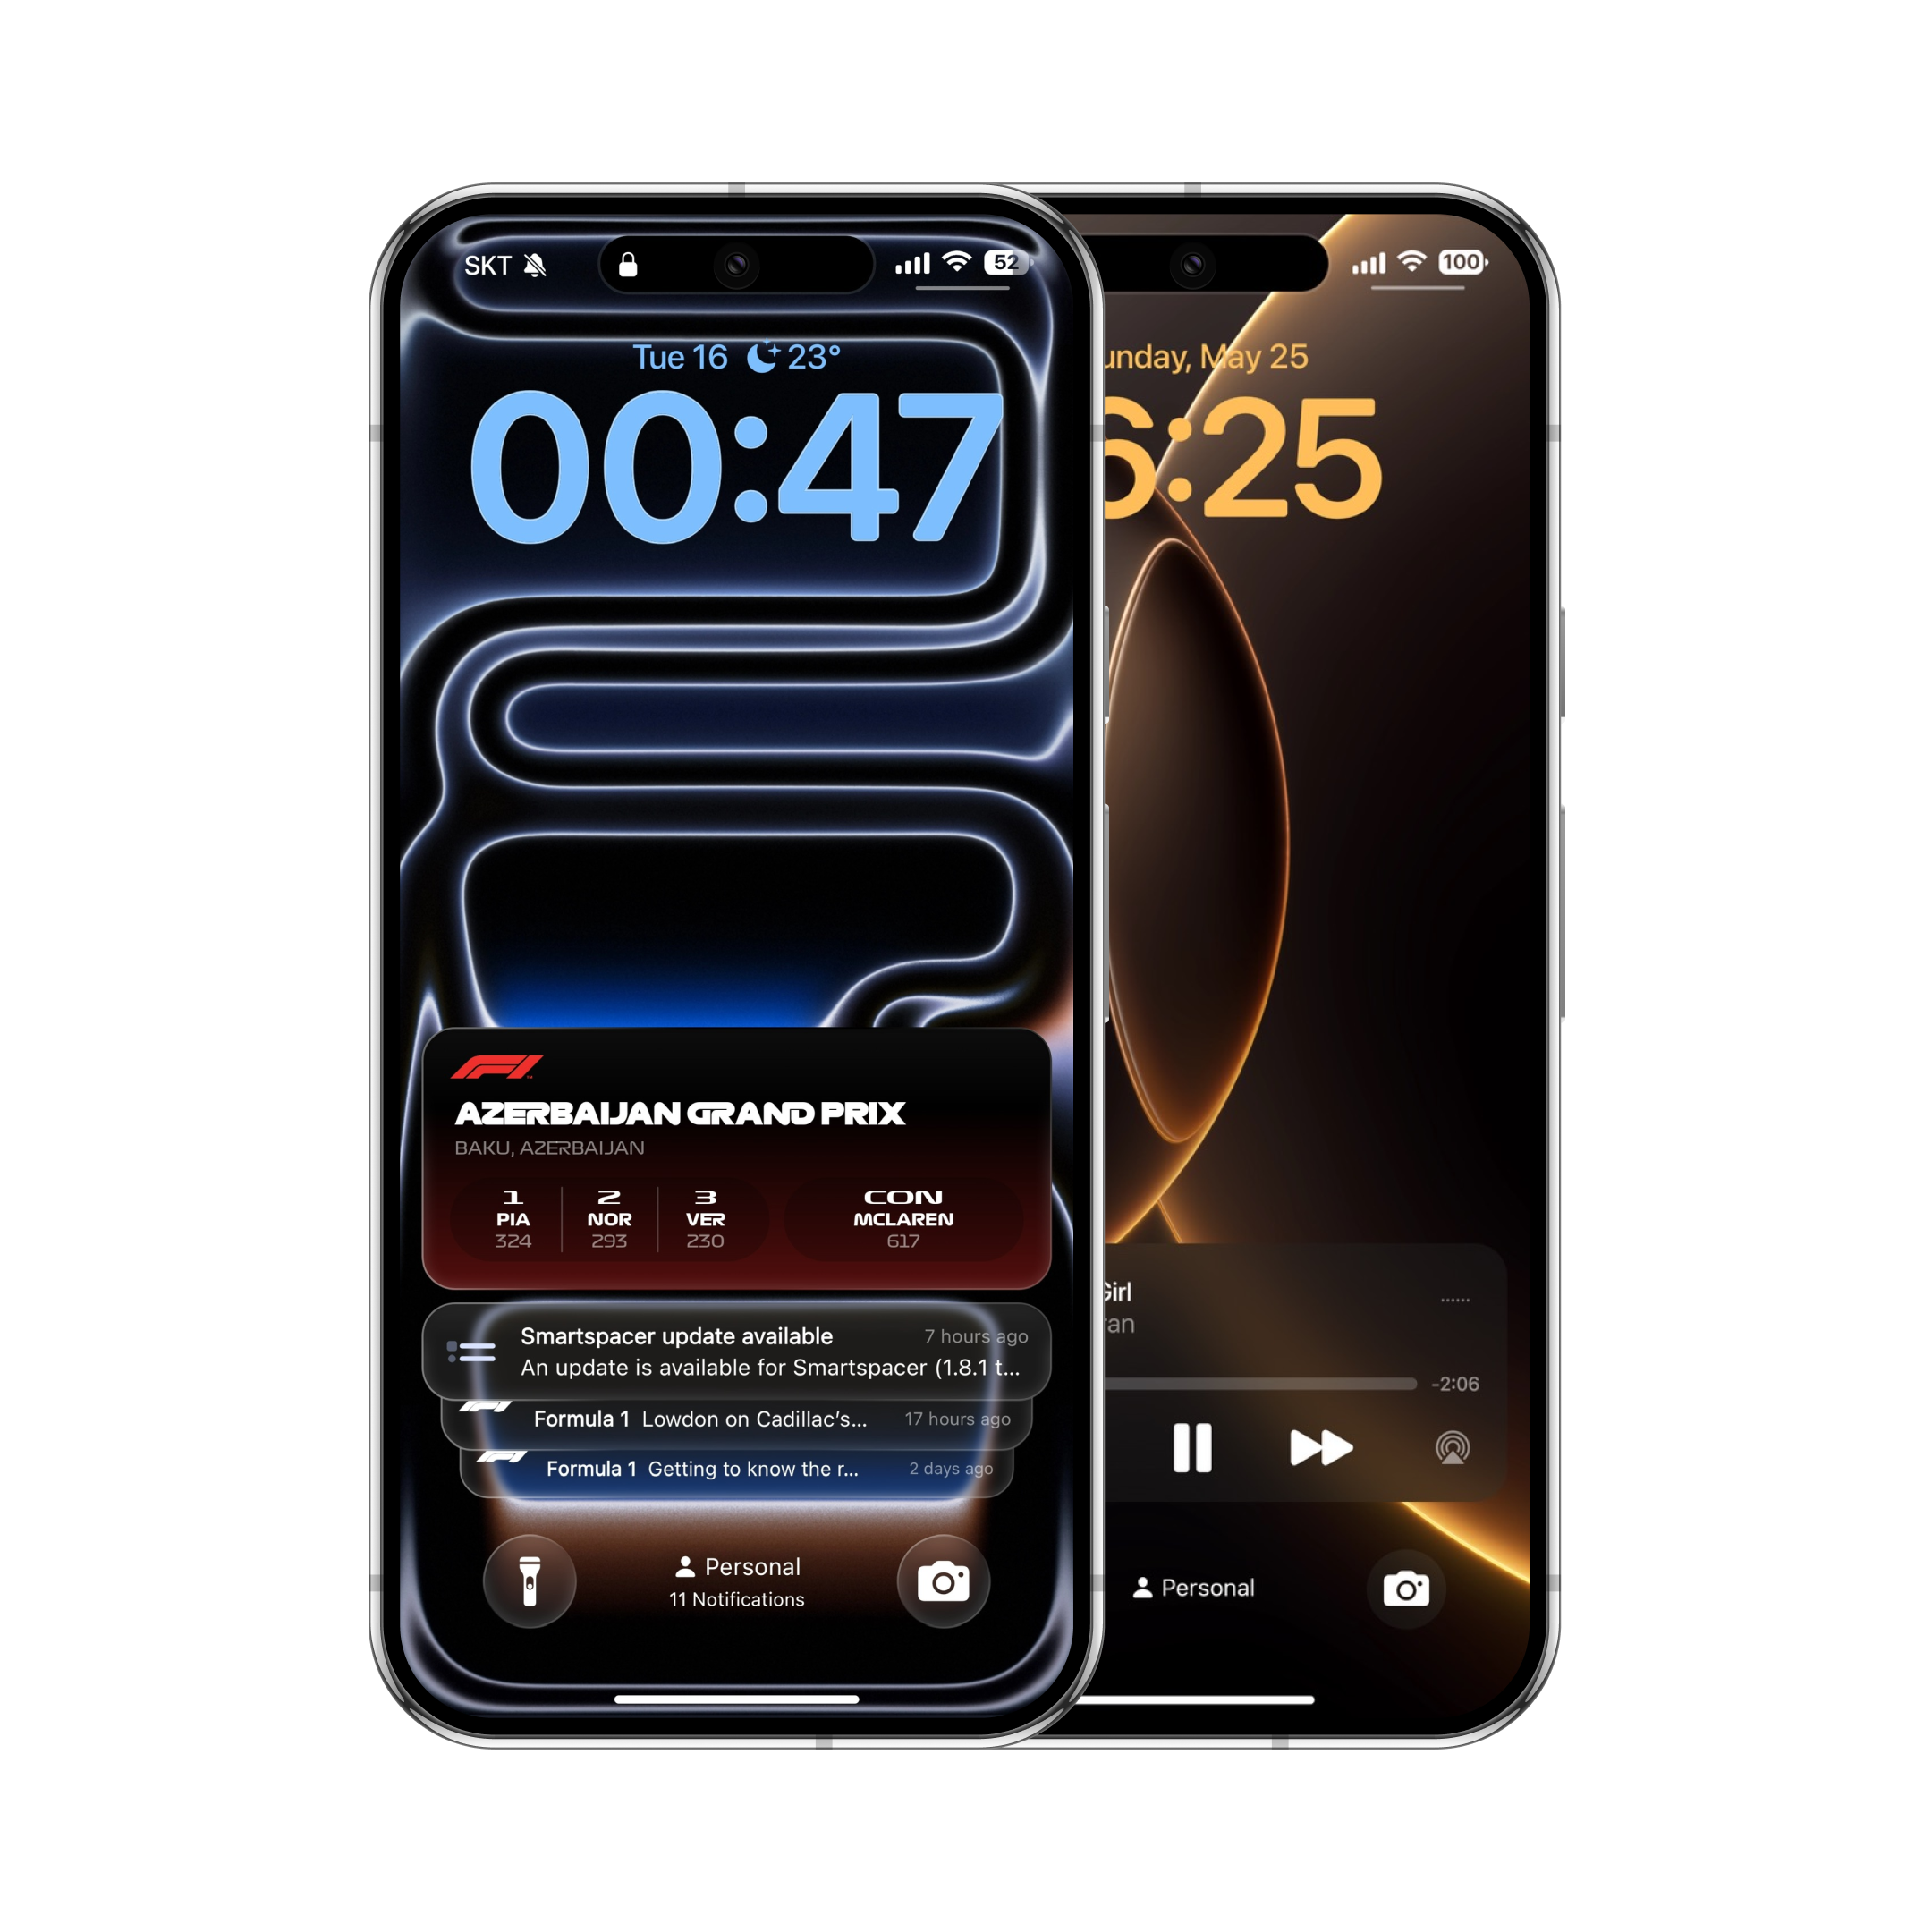 SKT
52
Tue 16 23°
00:47
AZERBAIJAN GRAND PRIX
BAKU, AZERBAIJAN
1 2 3 CON
PIA NOR VER MCLAREN
324 293 230 617
Smartspacer update available 7 hours ago
An update is available for Smartspacer (1.8.1 t...
Formula 1 Lowdon on Cadillac's... 17 hours ago
Formula 1 Getting to know the r... 2 days ago
Personal
11 Notifications
100
unday, May 25
6:25
Girl
ran
-2:06
Personal